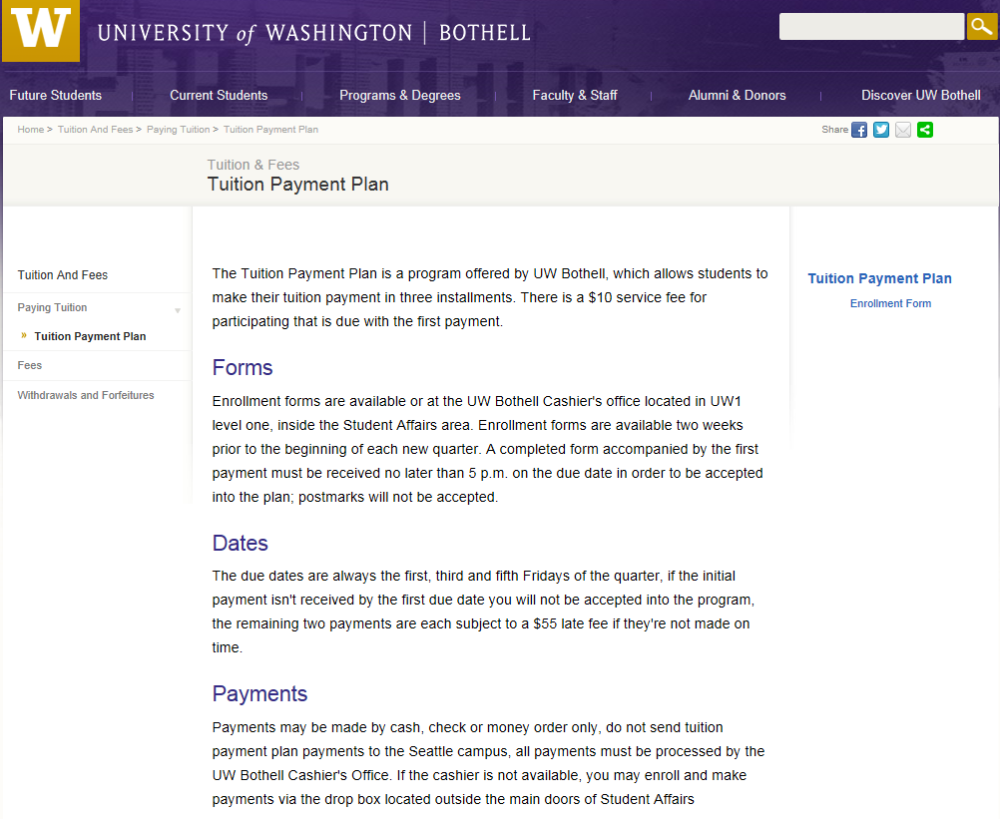 W
UNIVERSITY of WASHINGTON | BOTHELL
Future Students | Current Students | Programs & Degrees | Faculty & Staff | Alumni & Donors | Discover UW Bothell
Home > Tuition And Fees > Paying Tuition > Tuition Payment Plan
Share
Tuition & Fees
Tuition Payment Plan
Tuition And Fees
Paying Tuition
» Tuition Payment Plan
Fees
Withdrawals and Forfeitures
The Tuition Payment Plan is a program offered by UW Bothell, which allows students to
make their tuition payment in three installments. There is a $10 service fee for
participating that is due with the first payment.
Forms
Enrollment forms are available or at the UW Bothell Cashier's office located in UW1
level one, inside the Student Affairs area. Enrollment forms are available two weeks
prior to the beginning of each new quarter. A completed form accompanied by the first
payment must be received no later than 5 p.m. on the due date in order to be accepted
into the plan; postmarks will not be accepted.
Dates
The due dates are always the first, third and fifth Fridays of the quarter, if the initial
payment isn't received by the first due date you will not be accepted into the program,
the remaining two payments are each subject to a $55 late fee if they're not made on
time.
Payments
Payments may be made by cash, check or money order only, do not send tuition
payment plan payments to the Seattle campus, all payments must be processed by the
UW Bothell Cashier's Office. If the cashier is not available, you may enroll and make
payments via the drop box located outside the main doors of Student Affairs
Tuition Payment Plan
Enrollment Form